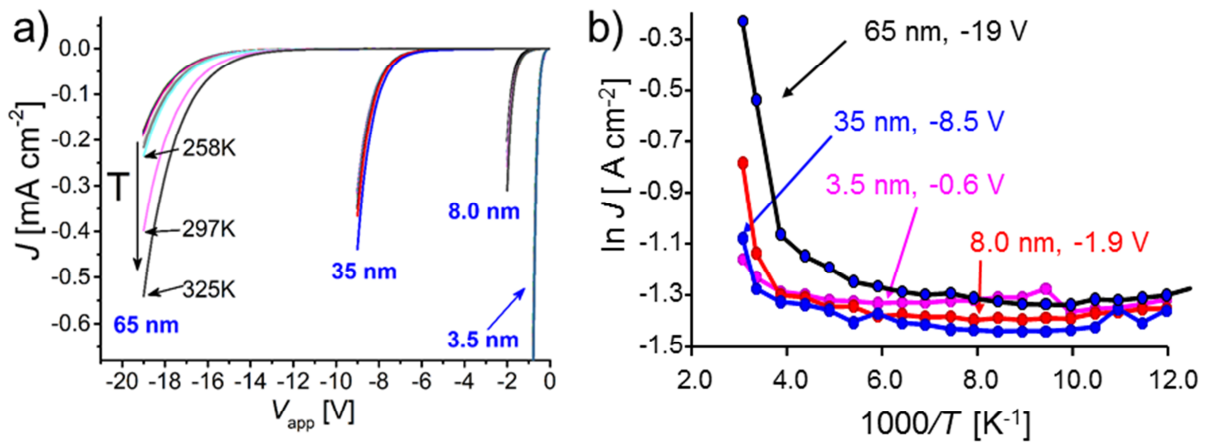 a)
0.0
-0.1
-0.2
-0.3
-0.4
-0.5
-0.6
J [mA cm-2]
T
258K
297K
325K
65 nm
35 nm
8.0 nm
3.5 nm
-20 -18 -16 -14 -12 -10 -8 -6 -4 -2 0
Vapp [V]
b)
-0.3
-0.5
-0.7
-0.9
-1.1
-1.3
-1.5
ln J [ A cm-2]
65 nm, -19 V
35 nm, -8.5 V
3.5 nm, -0.6 V
8.0 nm, -1.9 V
2.0 4.0 6.0 8.0 10.0 12.0
1000/T [K-1]